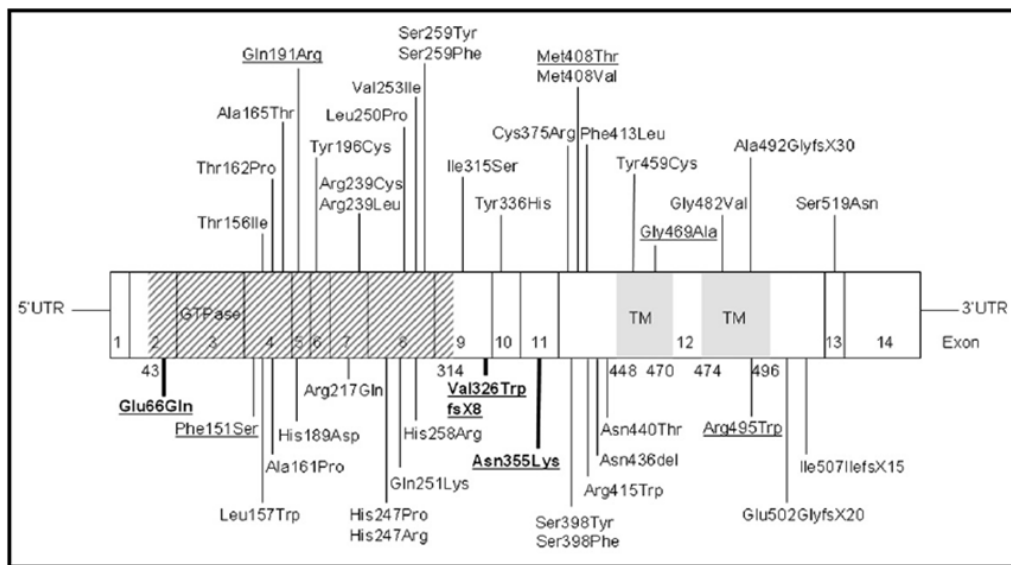 Ser259Tyr
Ser259Phe
Gln191Arg
Met408Thr
Met408Val
Val253Ile
Ala165Thr
Leu250Pro
Cys375Arg
Phe413Leu
Tyr196Cys
Tyr459Cys
Ala492GlyfsX30
Thr162Pro
Arg239Cys
Arg239Leu
Ile315Ser
Tyr336His
Gly482Val
Ser519Asn
Thr156Ile
Gly469Ala
5'UTR
GTPase
TM
TM
3'UTR
1 2 3 4 5 6 7 8 9 10 11 12 13 14 Exon
43 314 448 470 474 496
Glu66Gln
Arg217Gln
Val326Trp
fsX8
Phe151Ser
His189Asp
His258Arg
Asn440Thr
Arg495Trp
Ala161Pro
Asn355Lys
Asn436del
Ile507IlefsX15
Gln251Lys
Arg415Trp
Leu157Trp
His247Pro
His247Arg
Ser398Tyr
Ser398Phe
Glu502GlyfsX20